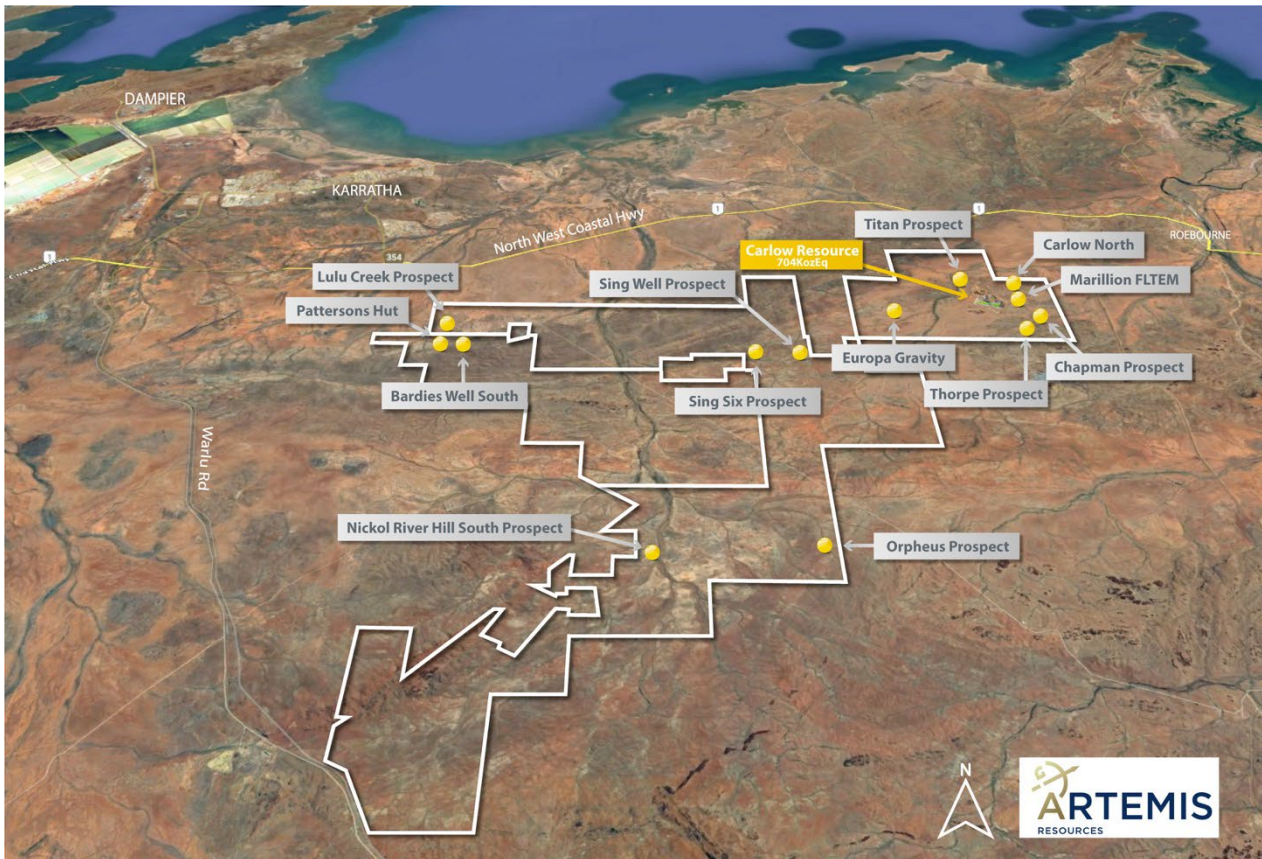 DAMPIER
KARRATHA
1
North West Coastal Hwy
1
Titan Prospect
ROEBOURNE
Carlow Resource
704KozEq
Carlow North
354
1
Lulu Creek Prospect
Sing Well Prospect
Marillion FLTEM
Pattersons Hut
Europa Gravity
Chapman Prospect
Bardies Well South
Sing Six Prospect
Thorpe Prospect
Warlu Rd
Nickol River Hill South Prospect
Orpheus Prospect
N
ARTEMIS
RESOURCES